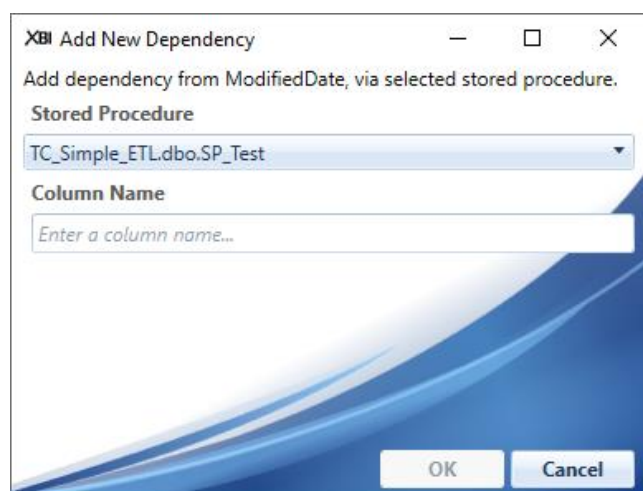 XBI Add New Dependency
Add dependency from ModifiedDate, via selected stored procedure.
Stored Procedure
TC_Simple_ETL.dbo.SP_Test
Column Name
Enter a column name...
OK Cancel